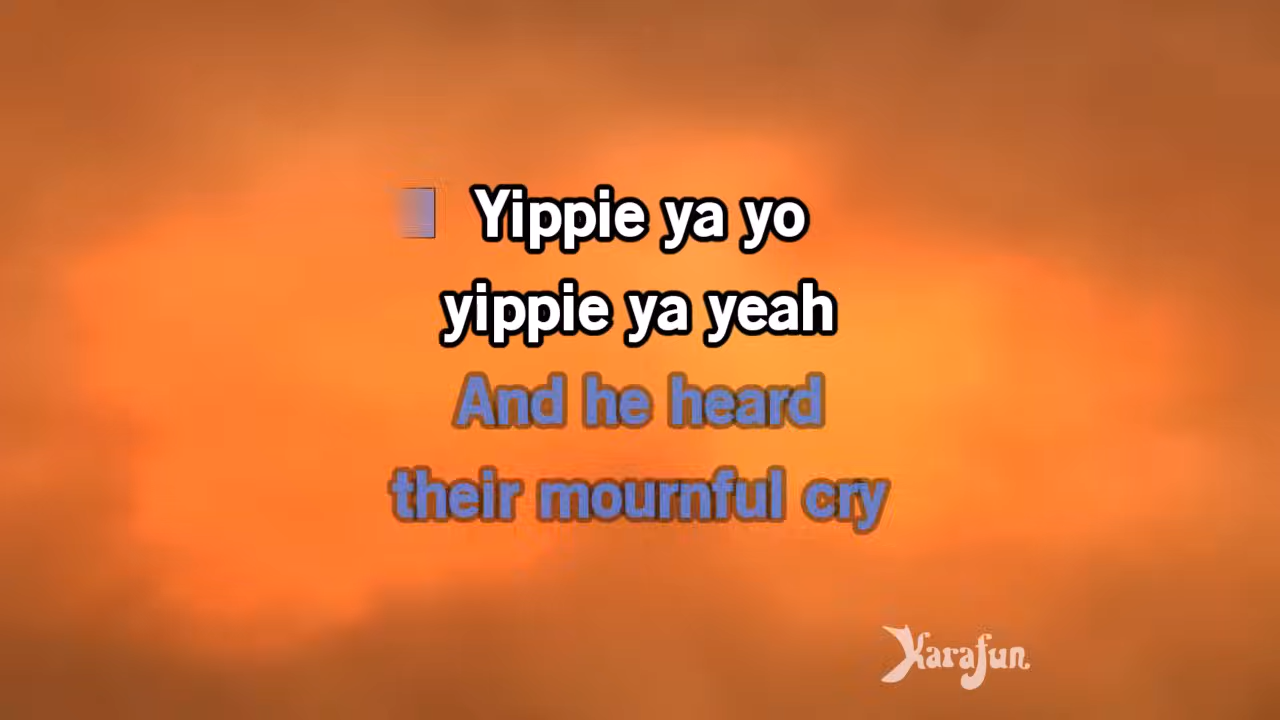 Yippie ya yo
yippie ya yeah
And he heard
their mournful cry
Karafun